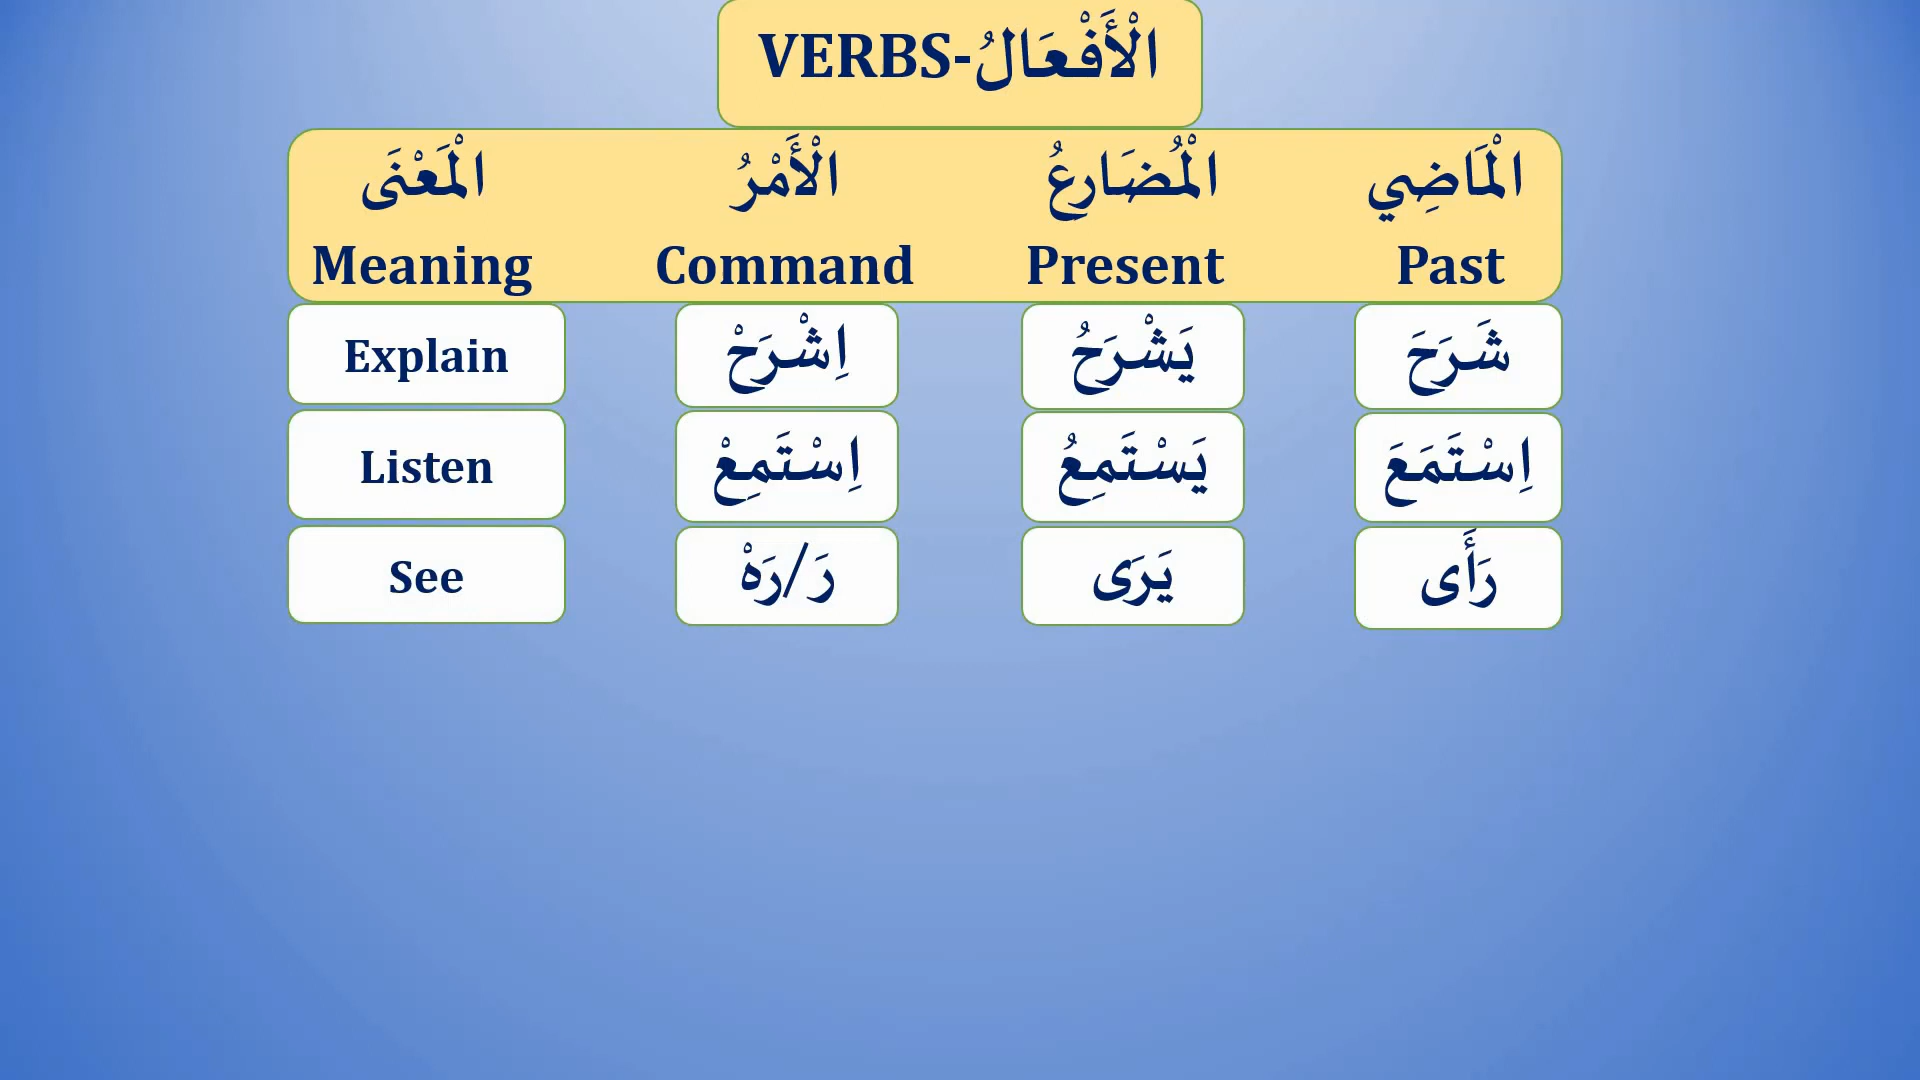 الْأَفْعَالُ-VERBS
الْمَاضِي الْمُضَارِعُ الْأَمْرُ الْمَعْنَى
Past Present Command Meaning
شَرَحَ يَشْرَحُ اِشْرَحْ Explain
اِسْتَمَعَ يَسْتَمِعُ اِسْتَمِعْ Listen
رَأَى يَرَى رَ/رَهْ See